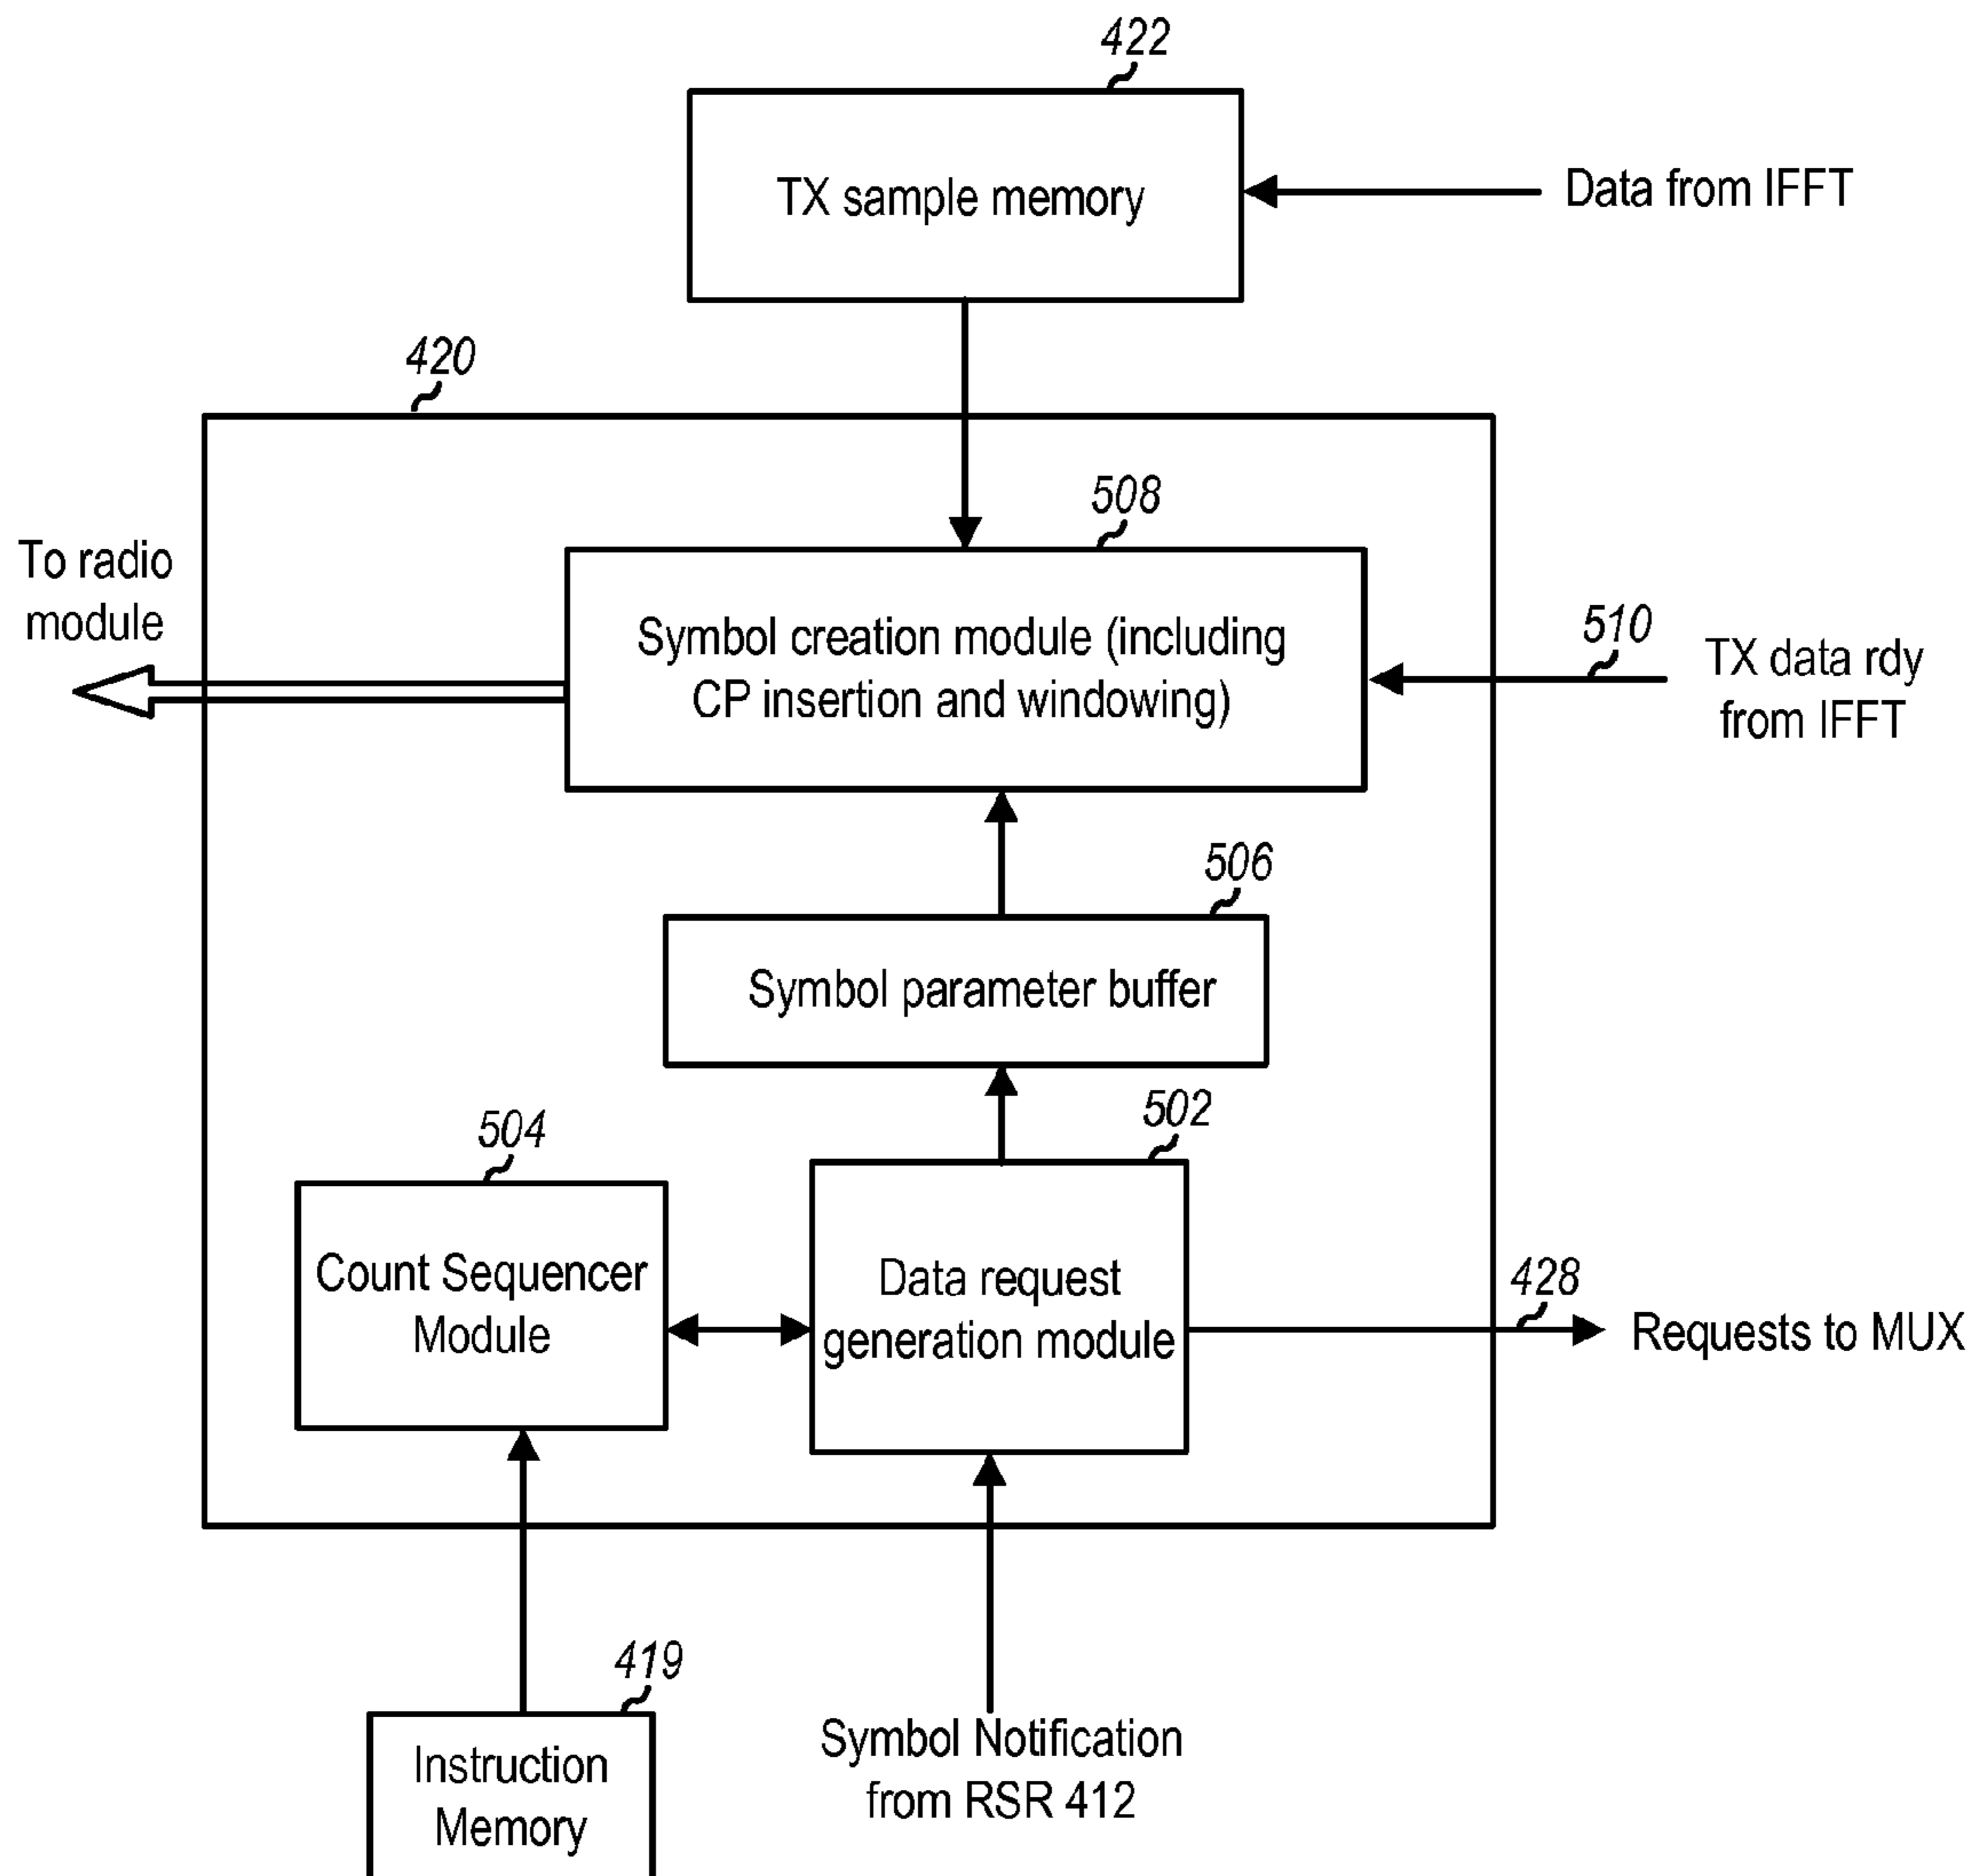 422
TX sample memory
Data from IFFT
420
508
To radio
module
Symbol creation module (including
CP insertion and windowing)
510
TX data rdy
from IFFT
506
Symbol parameter buffer
504
502
Count Sequencer
Module
Data request
generation module
428
Requests to MUX
419
Instruction
Memory
Symbol Notification
from RSR 412